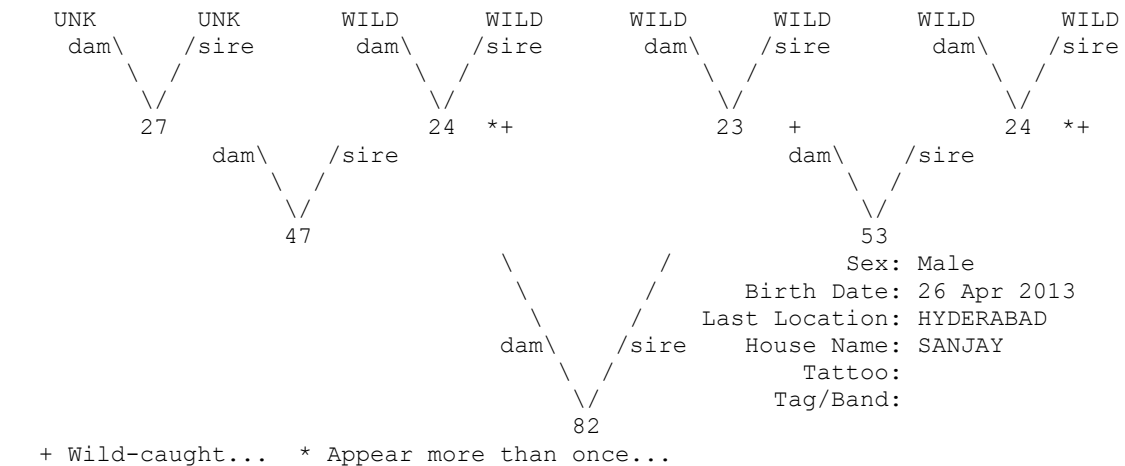 UNK UNK WILD WILD WILD WILD WILD WILD
dam\ /sire dam\ /sire dam\ /sire dam\ /sire
\ / \ / \ / \ /
\/ \/ \/ \/
27 24 *+ 23 + 24 *+
dam\ /sire dam\ /sire
\ / \ /
\/ \/
47 53
\ / Sex: Male
\ / Birth Date: 26 Apr 2013
\ / Last Location: HYDERABAD
dam\ /sire House Name: SANJAY
\ / Tattoo:
\/ Tag/Band:
82
+ Wild-caught... * Appear more than once...